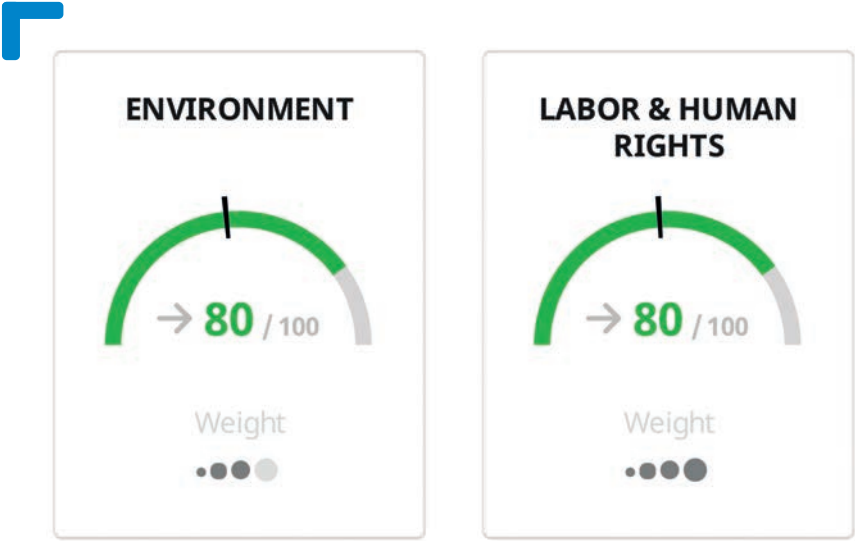 ENVIRONMENT
→ 80 / 100
Weight
LABOR & HUMAN
RIGHTS
→ 80 / 100
Weight